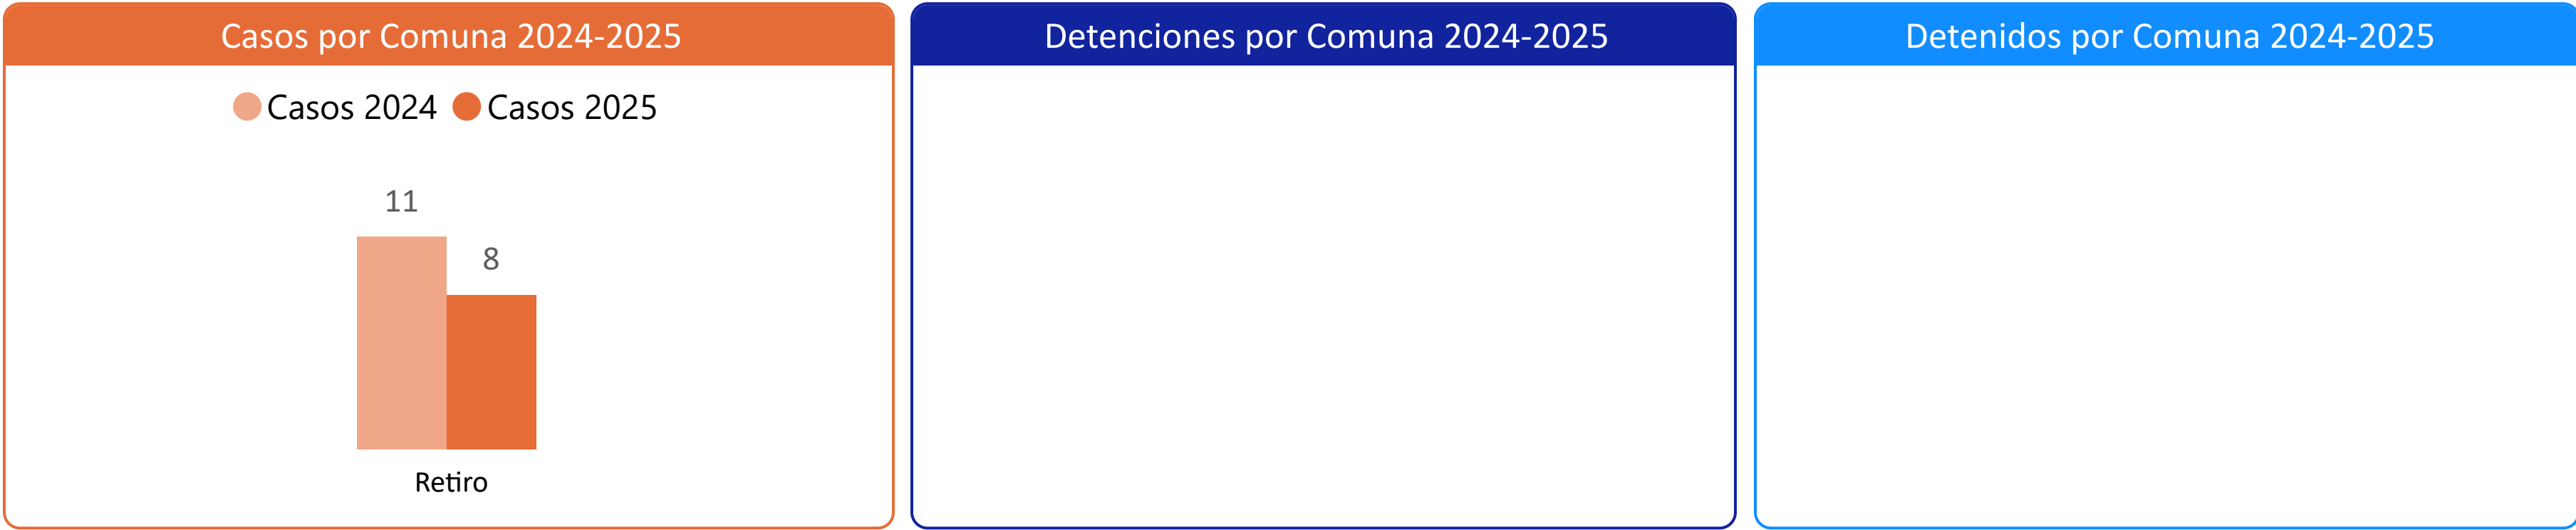 Casos por Comuna 2024-2025
Casos 2024 Casos 2025
11
8
Retiro
Detenciones por Comuna 2024-2025
Detenidos por Comuna 2024-2025